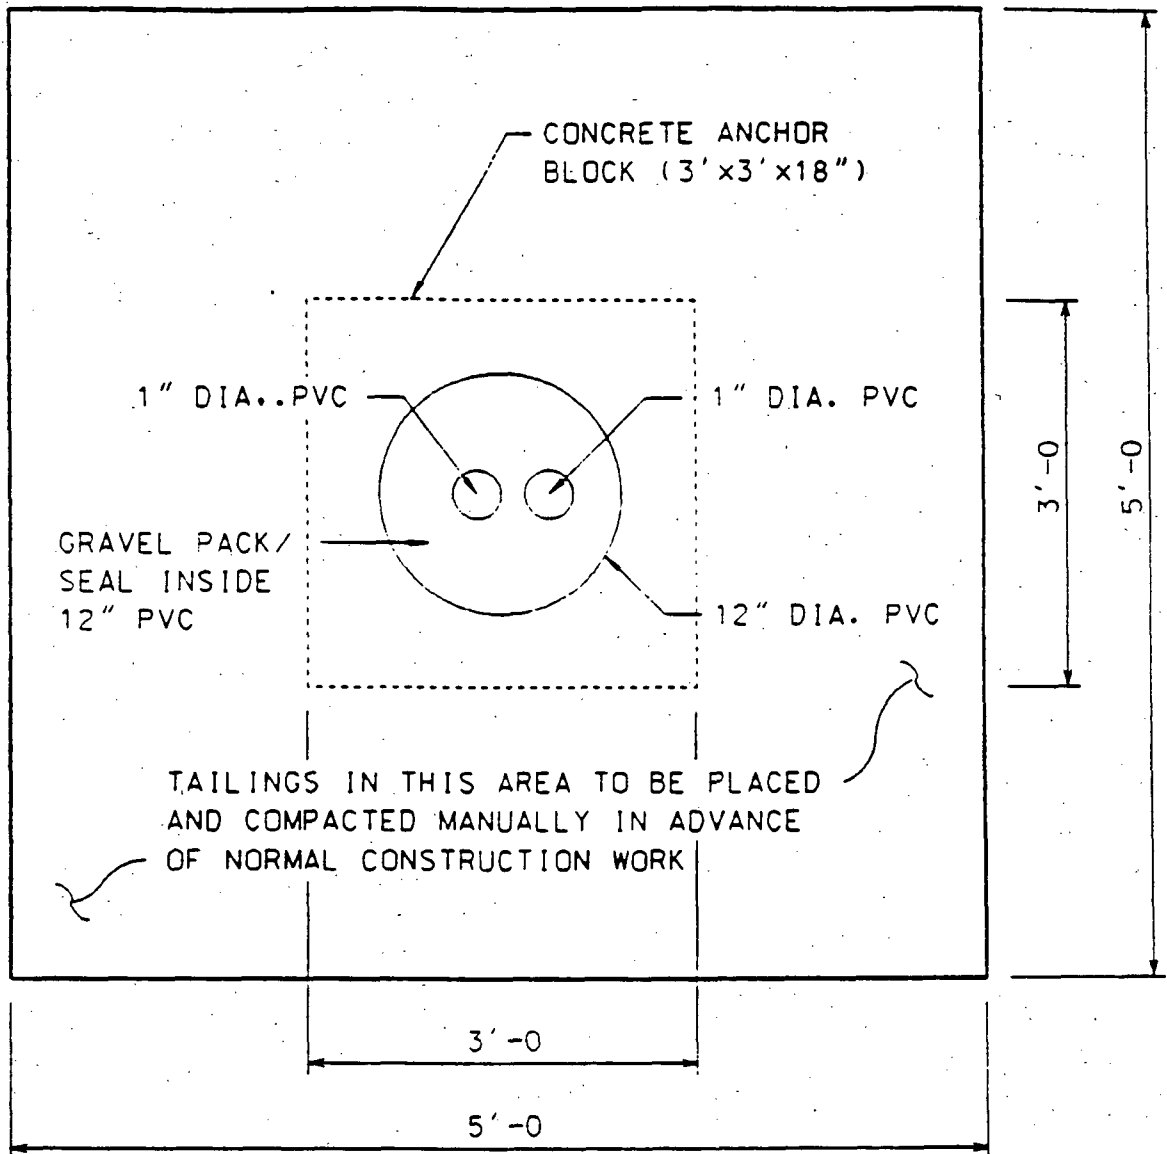 CONCRETE ANCHOR
BLOCK (3'x3'x18")
1" DIA..PVC
1" DIA. PVC
3'-0
5'-0
GRAVEL PACK/
SEAL INSIDE
12" PVC
12" DIA. PVC
TAILINGS IN THIS AREA TO BE PLACED
AND COMPACTED MANUALLY IN ADVANCE
OF NORMAL CONSTRUCTION WORK
3'-0
5'-0